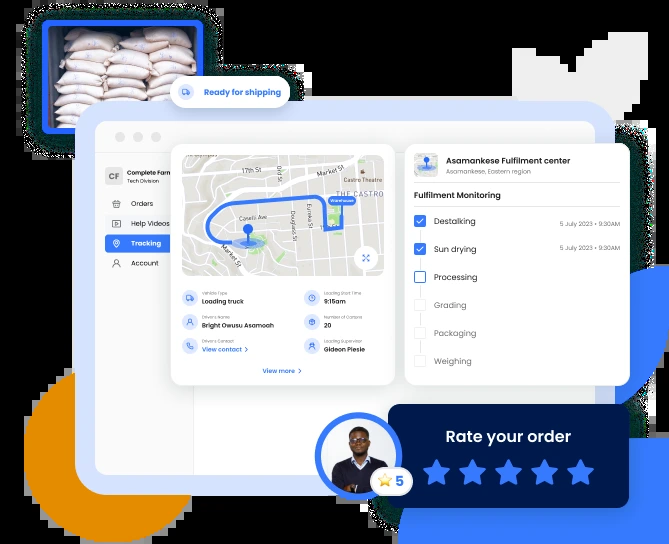 Ready for shipping
CF
Complete Farm
Tech Division
Orders
Help Videos
Tracking
Account
17th St
Market St
Castro Theatre
THE CASTRO
Warehouse
Caselli Ave
Douglass St
Eureka St
Market St
Vehicle Type
Loading truck
Loading Start Time
9:15am
Driver's Name
Bright Owusu Asamoah
Number of Cartons
20
Driver's Contact
View contact >
Loading Supervisor
Gideon Piesie
View more >
Asamankese Fulfilment center
Asamankese, Eastern region
Fulfilment Monitoring
Destalking
5 July 2023 • 9:30AM
Sun drying
5 July 2023 • 9:30AM
Processing
Grading
Packaging
Weighing
Rate your order
5